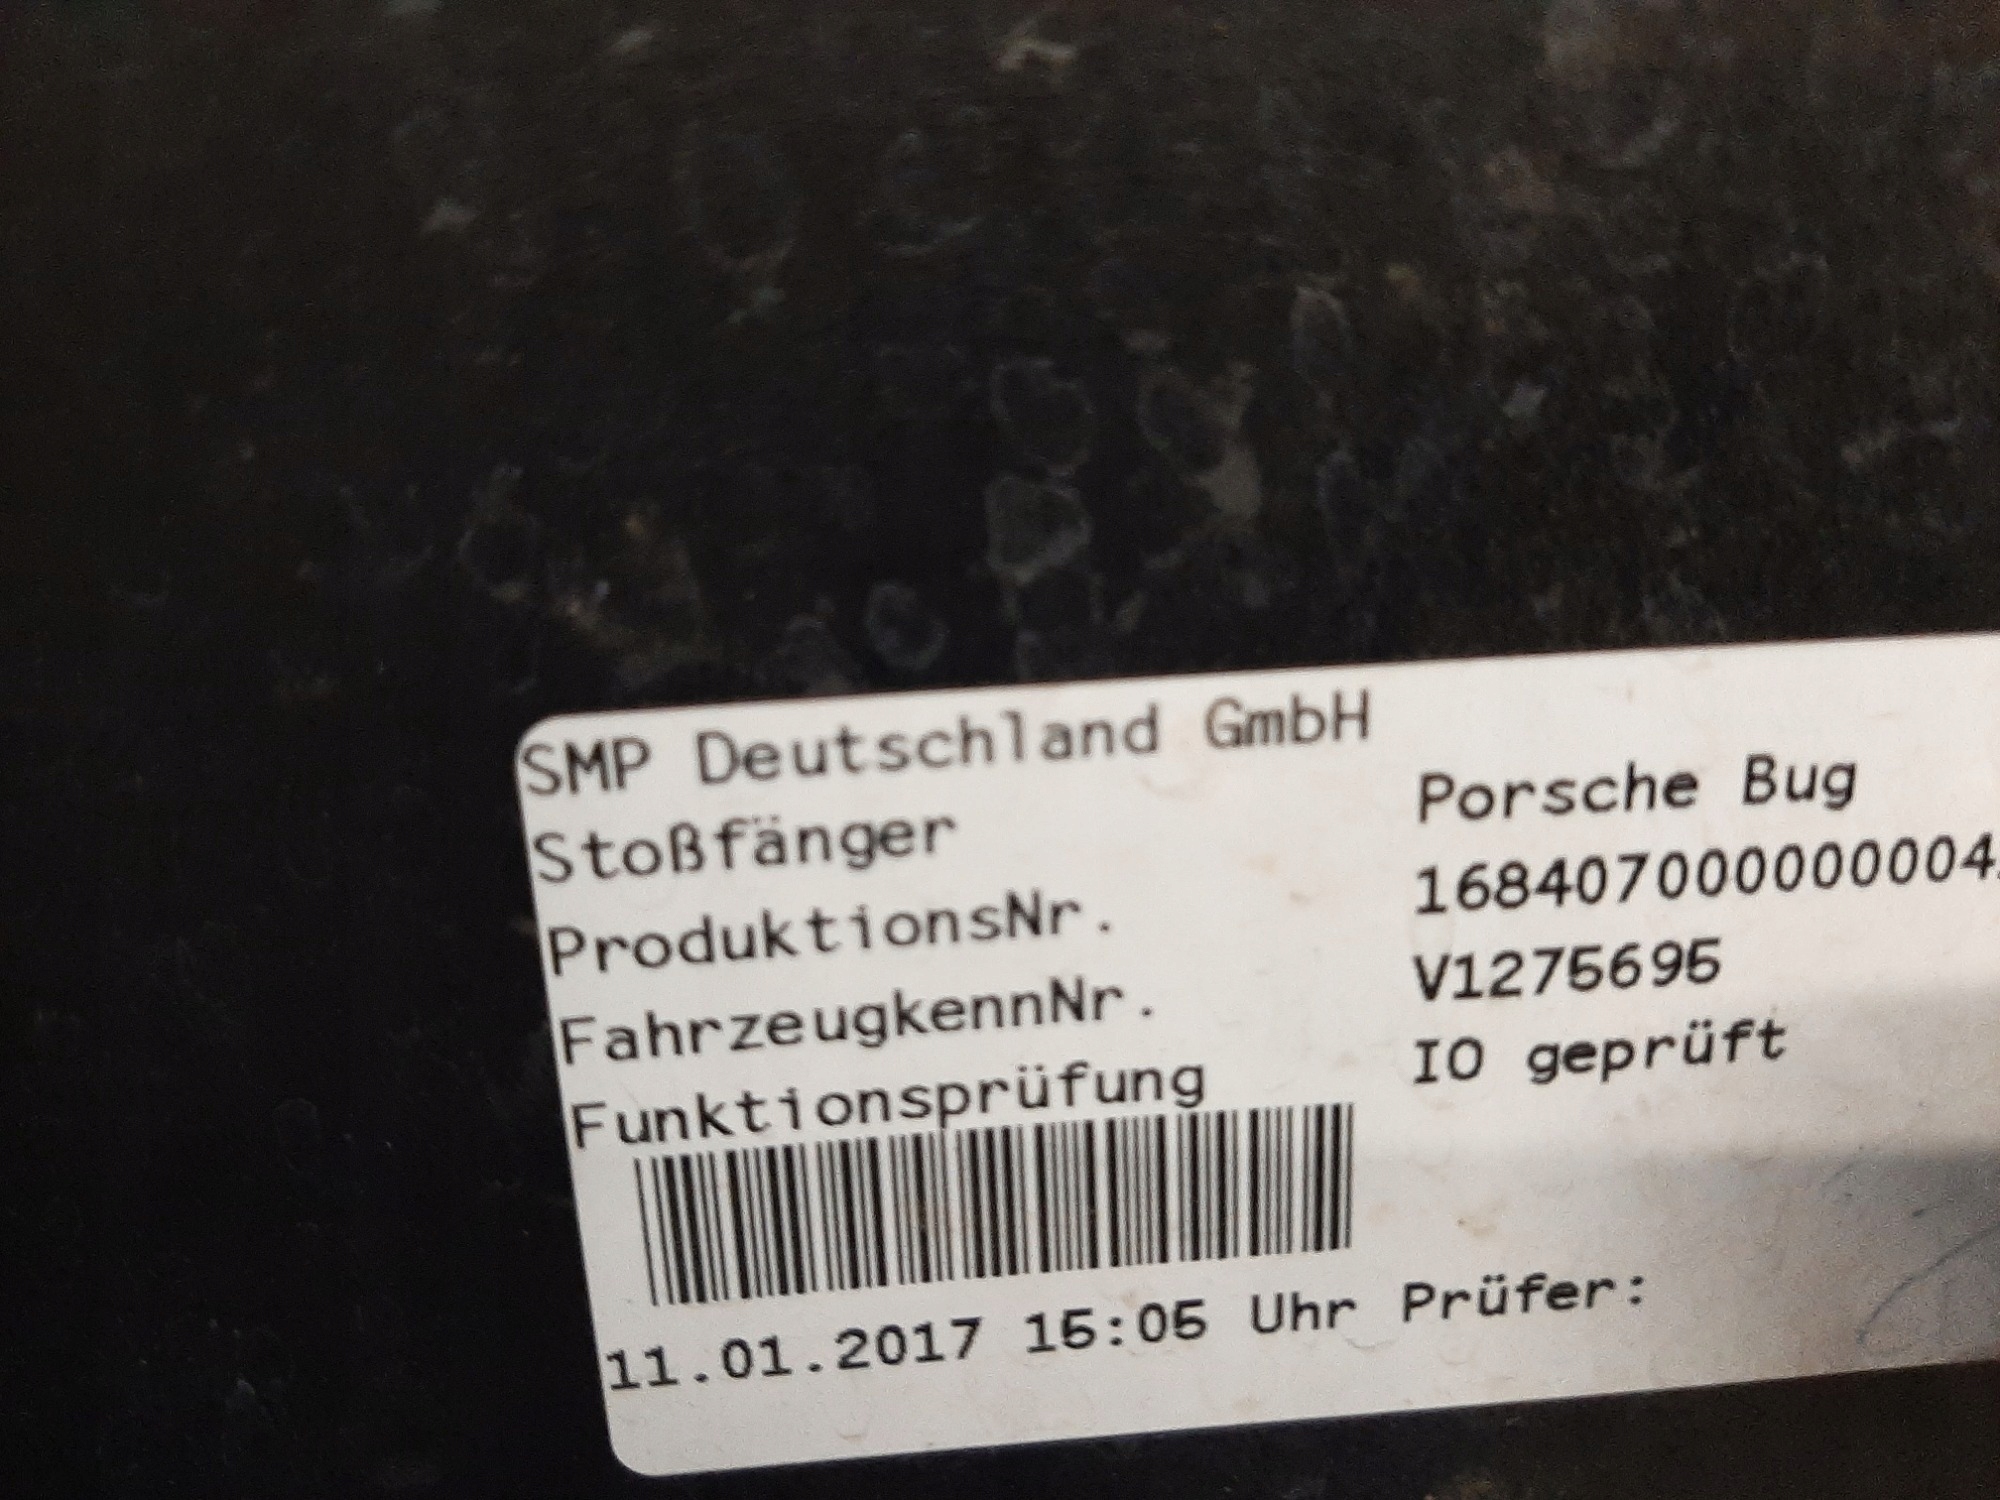 SMP Deutschland GmbH
Stoßfänger Porsche Bug
ProduktionsNr. 168407000000004
FahrzeugkennNr. V1275695
Funktionsprüfung IO geprüft
11.01.2017 15:05 Uhr Prüfer: